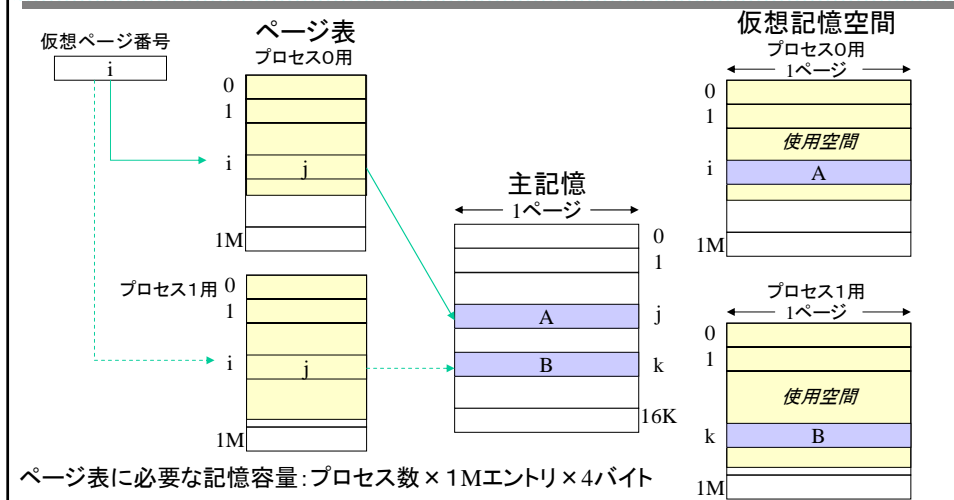 仮想ページ番号
i
ページ表
プロセス0用
0
1
i
j
1M
プロセス1用
0
1
i
j
1M
主記憶
1ページ
0
1
A
j
B
k
16K
仮想記憶空間
プロセス0用
1ページ
0
1
使用空間
i
A
1M
プロセス1用
1ページ
0
1
使用空間
k
B
1M
ページ表に必要な記憶容量:プロセス数×1Mエントリ×4バイト